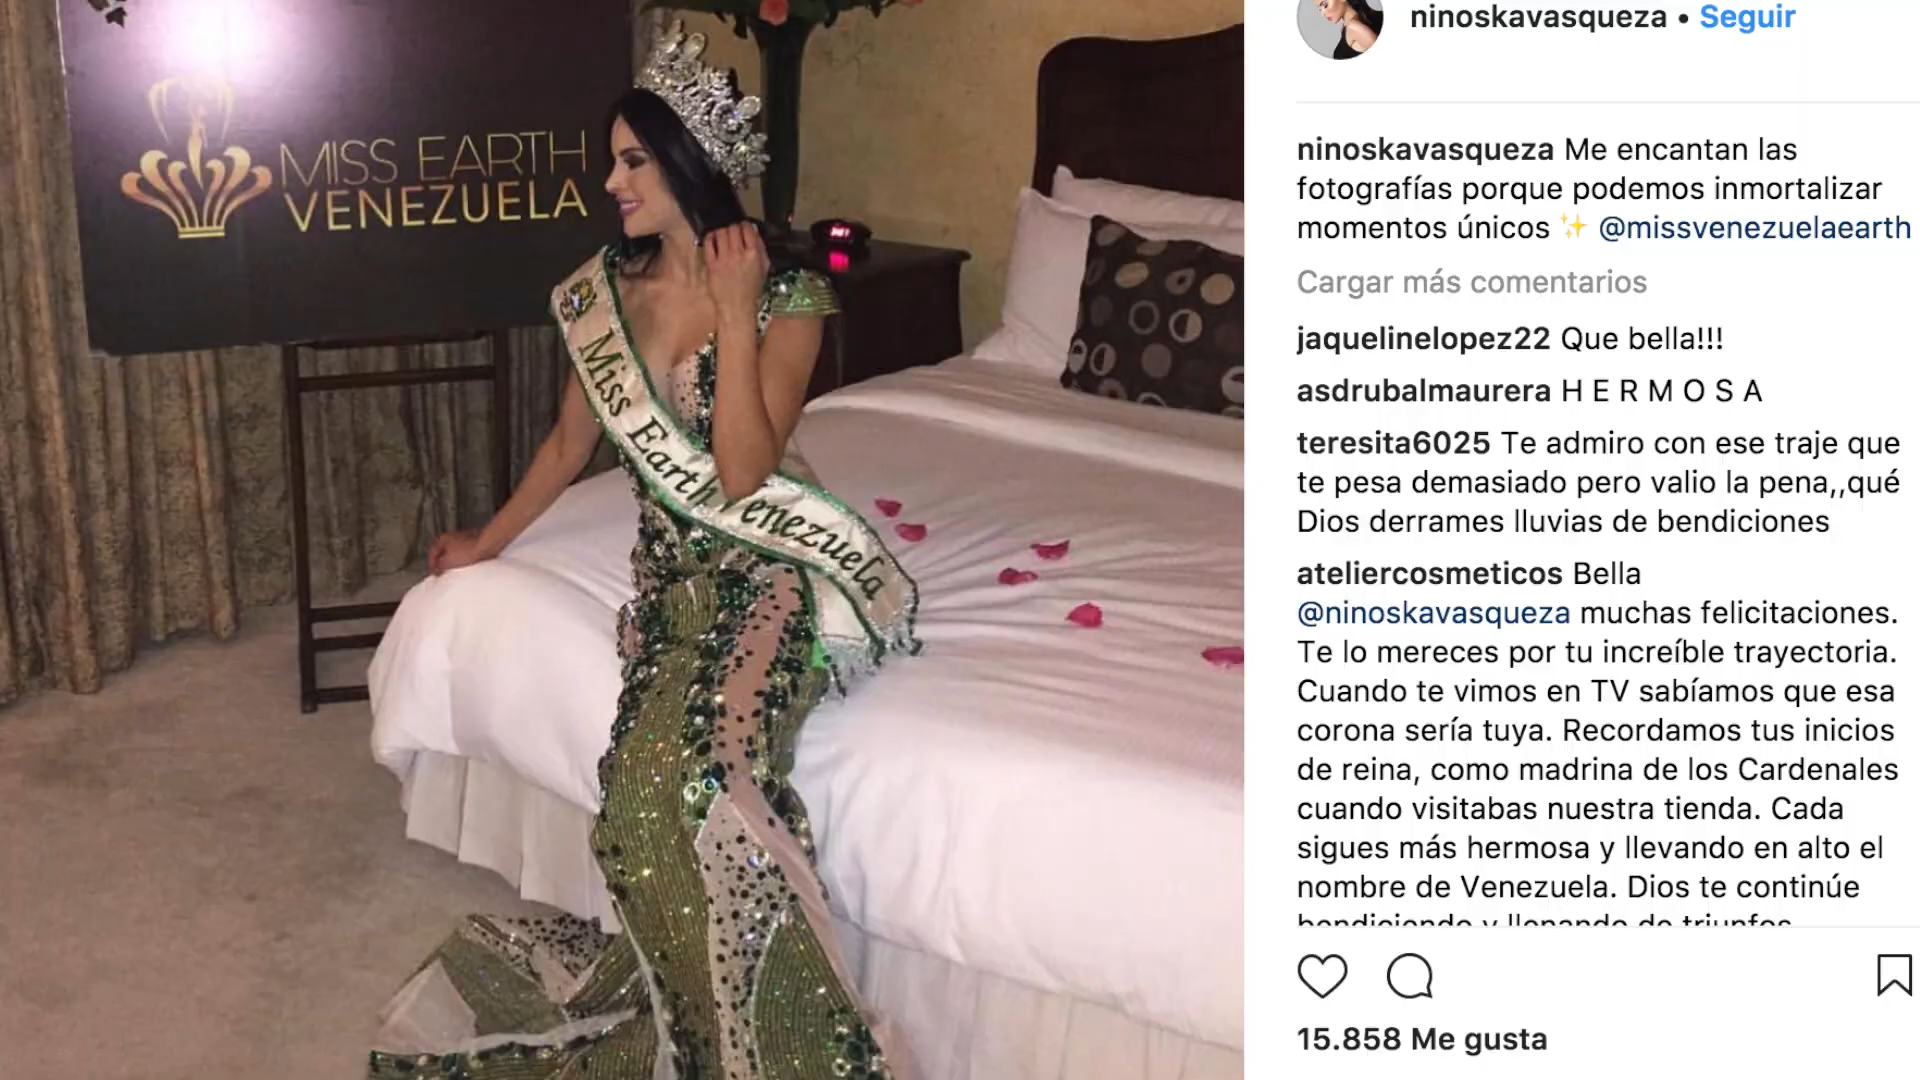 MISS EARTH
VENEZUELA
Miss Earth Venezuela
ninoskavasqueza • Seguir
ninoskavasqueza Me encantan las
fotografías porque podemos inmortalizar
momentos únicos ✨ @missvenezuelaearth
Cargar más comentarios
jaquelinelopez22 Que bella!!!
asdrubalmaurera H E R M O S A
teresita6025 Te admiro con ese traje que
te pesa demasiado pero valio la pena,,qué
Dios derrames lluvias de bendiciones
ateliercosmeticos Bella
@ninoskavasqueza muchas felicitaciones.
Te lo mereces por tu increíble trayectoria.
Cuando te vimos en TV sabíamos que esa
corona sería tuya. Recordamos tus inicios
de reina, como madrina de los Cardenales
cuando visitabas nuestra tienda. Cada
sigues más hermosa y llevando en alto el
nombre de Venezuela. Dios te continúe
bendiciendo y llenando de triunfos.
15.858 Me gusta